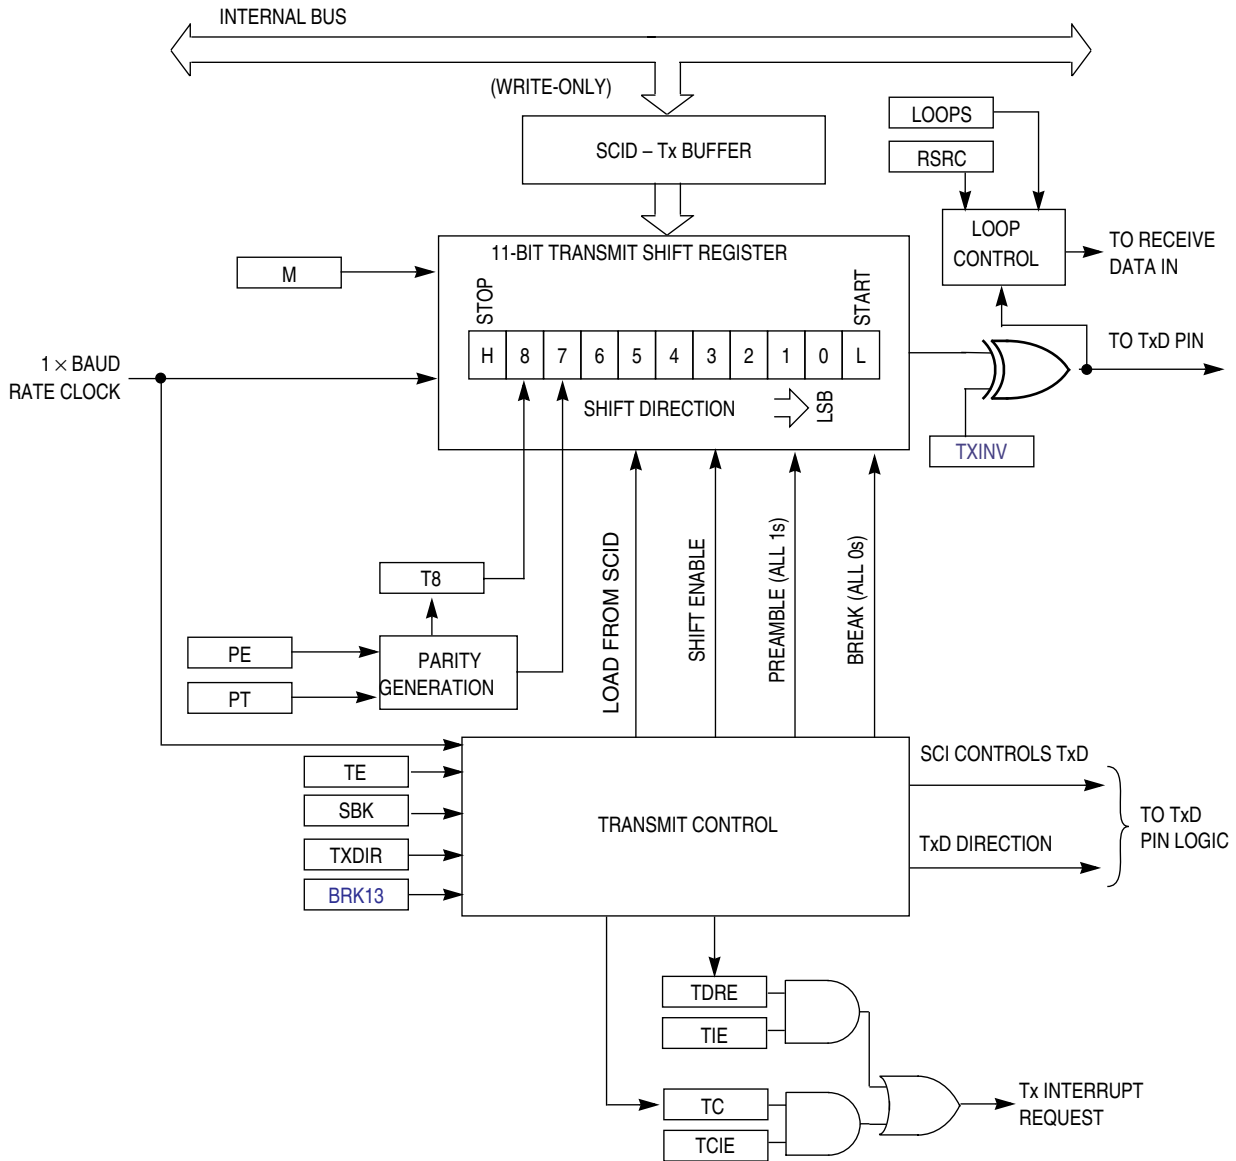 INTERNAL BUS
(WRITE-ONLY)
SCID – Tx BUFFER
LOOPS
RSRC
LOOP
CONTROL
TO RECEIVE
DATA IN
11-BIT TRANSMIT SHIFT REGISTER
M
STOP
START
H 8 7 6 5 4 3 2 1 0 L
SHIFT DIRECTION
LSB
1 × BAUD
RATE CLOCK
TO TxD PIN
TXINV
LOAD FROM SCID
SHIFT ENABLE
PREAMBLE (ALL 1s)
BREAK (ALL 0s)
T8
PE
PT
PARITY
GENERATION
TE
SBK
TXDIR
BRK13
TRANSMIT CONTROL
SCI CONTROLS TxD
TxD DIRECTION
TO TxD
PIN LOGIC
TDRE
TIE
TC
TCIE
Tx INTERRUPT
REQUEST